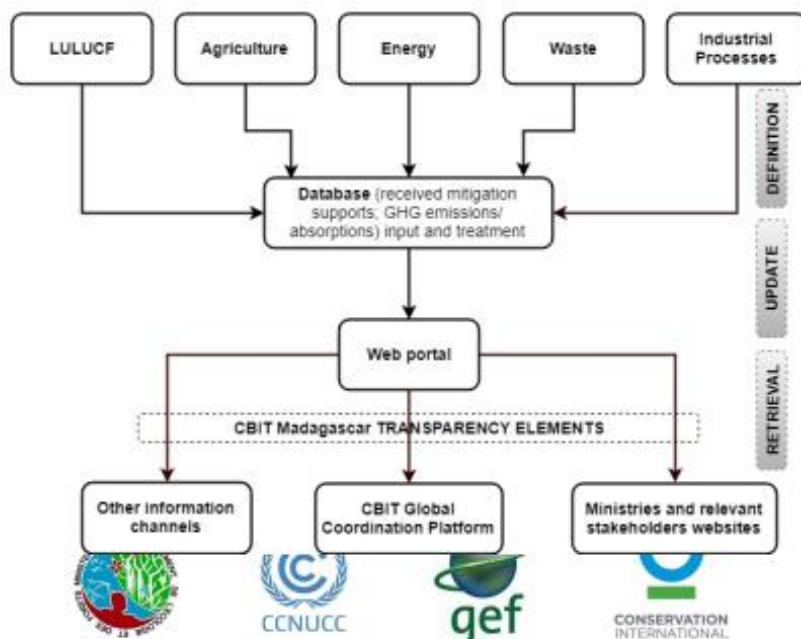 LULUCF
Agriculture
Energy
Waste
Industrial
Processes
Database (received mitigation
supports; GHG emissions/
absorptions) input and treatment
DEFINITION
UPDATE
RETRIEVAL
Web portal
CBIT Madagascar TRANSPARENCY ELEMENTS
Other information
channels
CBIT Global
Coordination Platform
Ministries and relevant
stakeholders websites
CCNUCC
gef
CONSERVATION
INTERNATIONAL